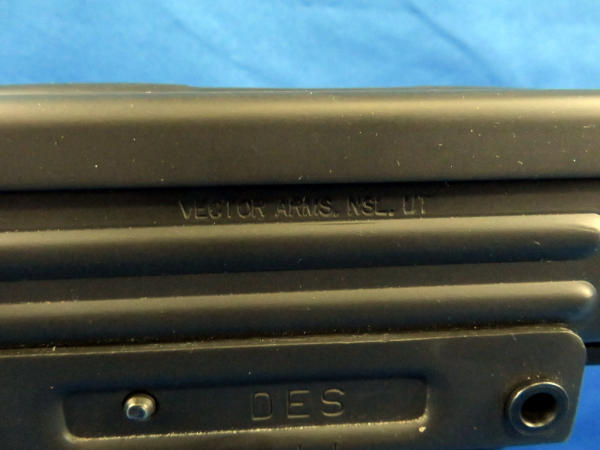 VECTOR ARMS. NSL. UT
DES